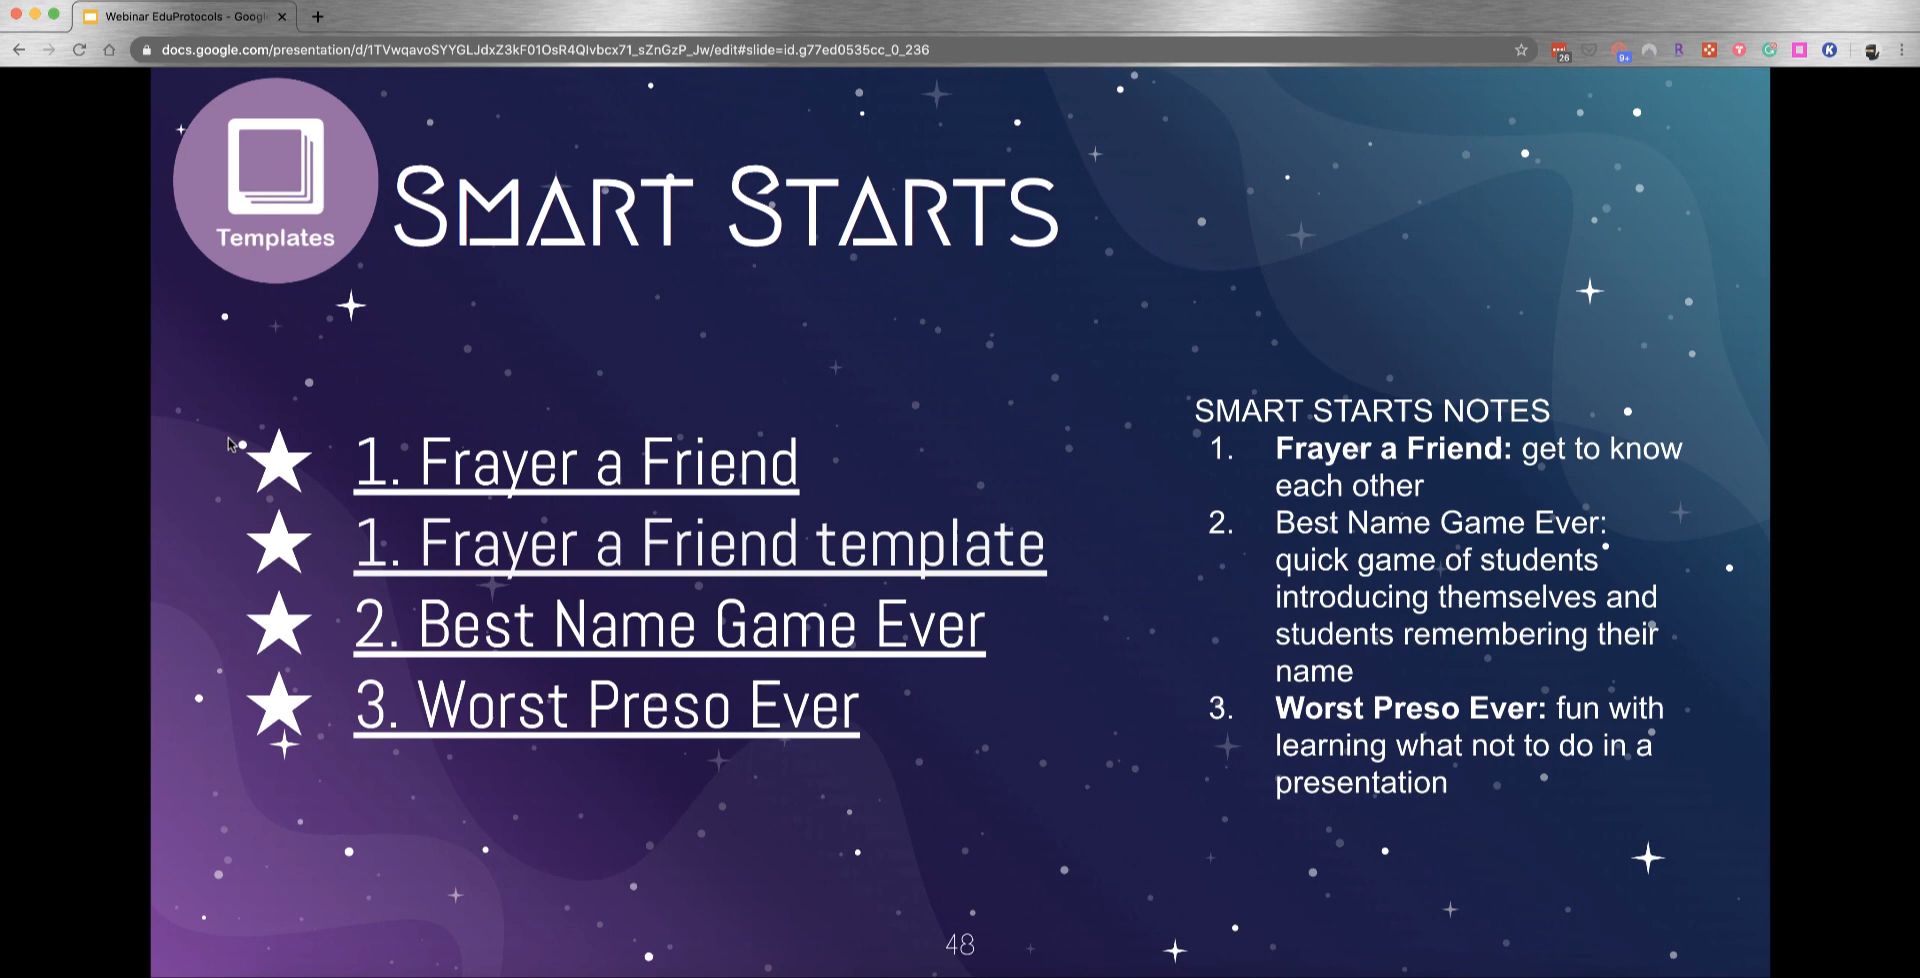 Webinar EduProtocols - Googl
docs.google.com/presentation/d/1TVwqavoSYYGLJdxZ3kF01OsR4QIvbcx71_sZnGzP_Jw/edit#slide=id.g77ed0535cc_0_236
26
9+
R
T
K
Templates
SMART STARTS
1. Frayer a Friend
1. Frayer a Friend template
2. Best Name Game Ever
3. Worst Preso Ever
SMART STARTS NOTES
1. Frayer a Friend: get to know
each other
2. Best Name Game Ever:
quick game of students
introducing themselves and
students remembering their
name
3. Worst Preso Ever: fun with
learning what not to do in a
presentation
48